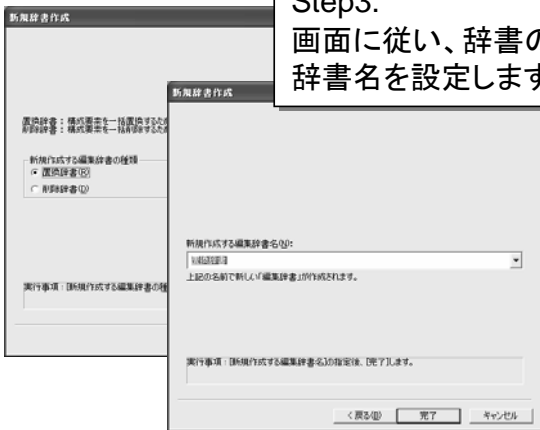 Step3.
画面に従い、辞書の
辞書名を設定します
新規辞書作成
置換辞書：構成要素を一括置換するため
削除辞書：構成要素を一括削除するため
新規作成する編集辞書の種類
置換辞書(R)
削除辞書(D)
実行事項：[新規作成する編集辞書の種
新規辞書作成
新規作成する編集辞書名(N):
上記の名前で新しい「編集辞書」が作成されます。
実行事項：[新規作成する編集辞書名]の指定後、[完了]します。
< 戻る(B)
完了
キャンセル